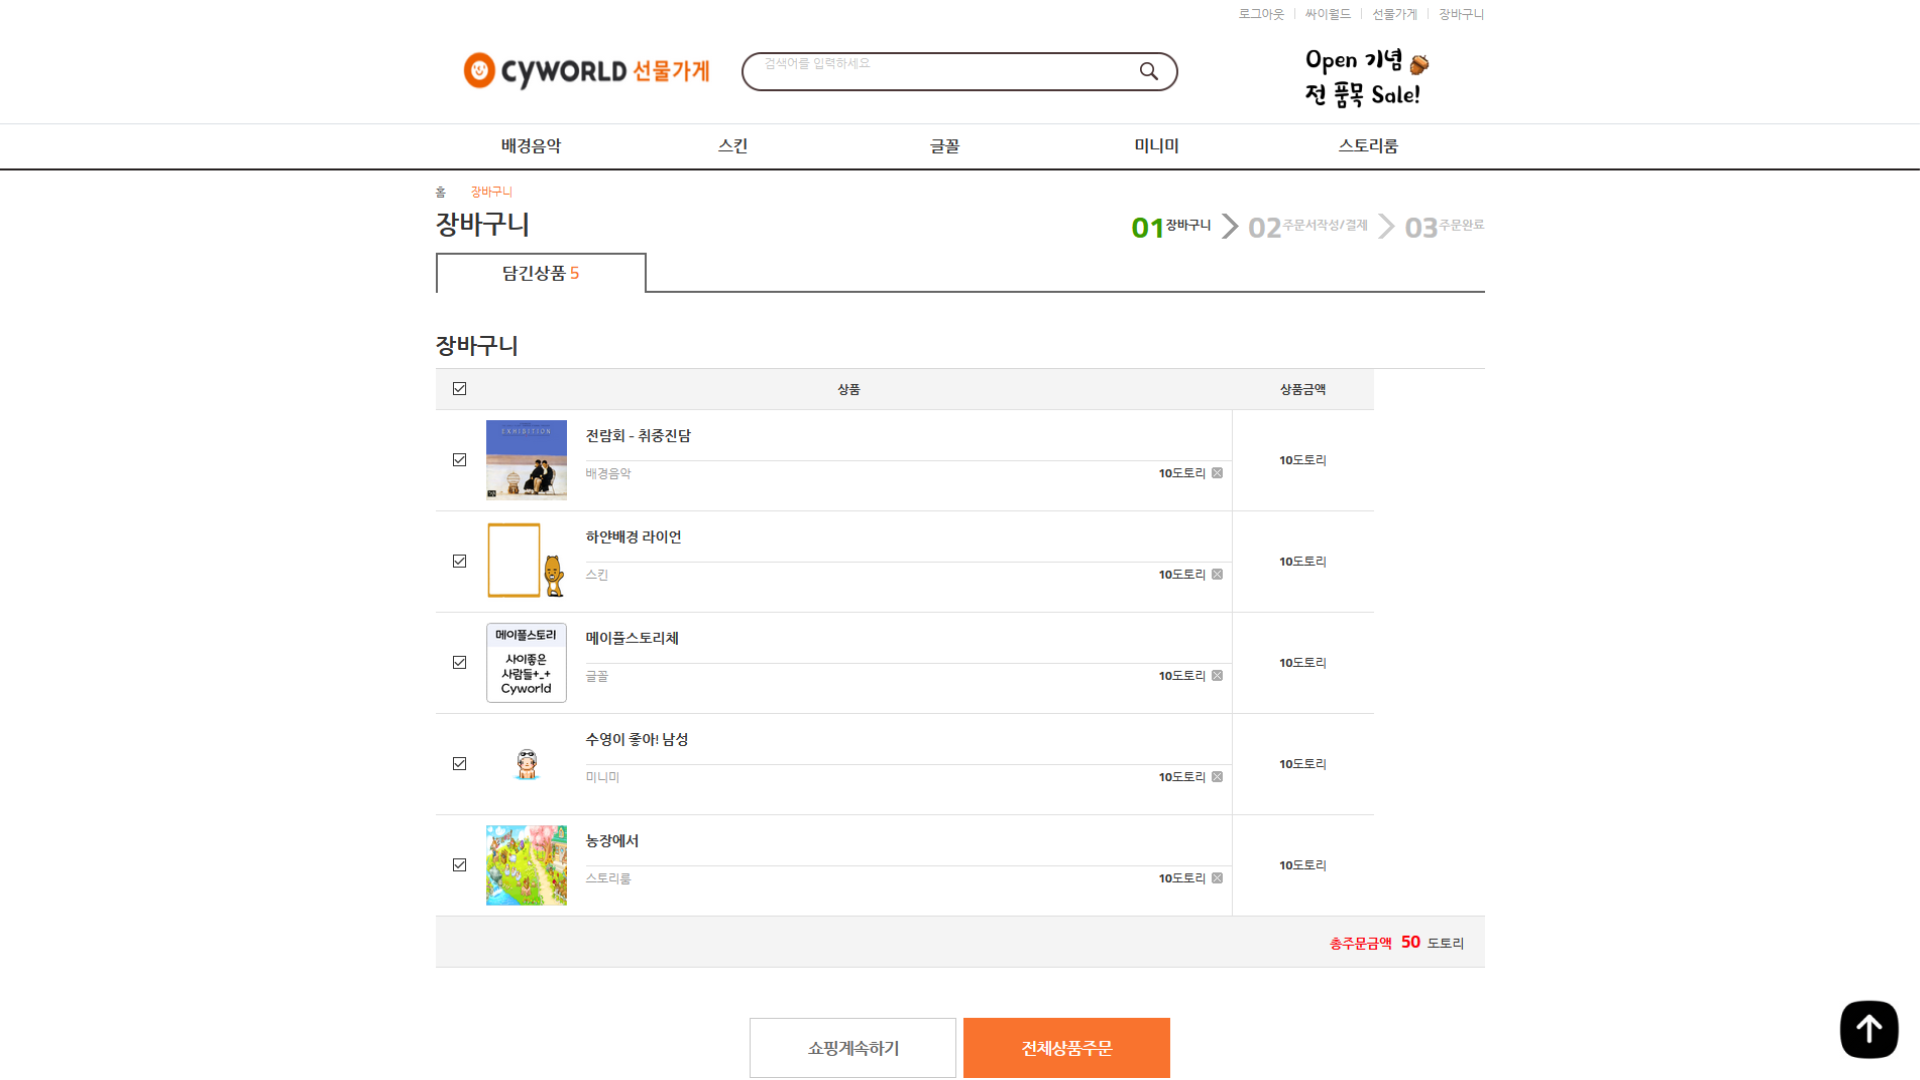 로그아웃 싸이월드 선물가게 장바구니
CYWORLD 선물가게
검색어를 입력하세요
Open 기념
전 품목 Sale!
배경음악 스킨 글꼴 미니미 스토리룸
홈 장바구니
장바구니
01 장바구니 02 주문서작성/결제 03 주문완료
담긴상품 5
장바구니
상품 상품금액
EXHIBITION
전람회 - 취중진담
배경음악 10도토리
10도토리
하얀배경 라이언
스킨 10도토리
10도토리
메이플스토리
사이좋은
사람들+_+
Cyworld
메이플스토리체
글꼴 10도토리
10도토리
수영이 좋아! 남성
미니미 10도토리
10도토리
농장에서
스토리룸 10도토리
10도토리
총주문금액 50 도토리
쇼핑계속하기 전체상품주문